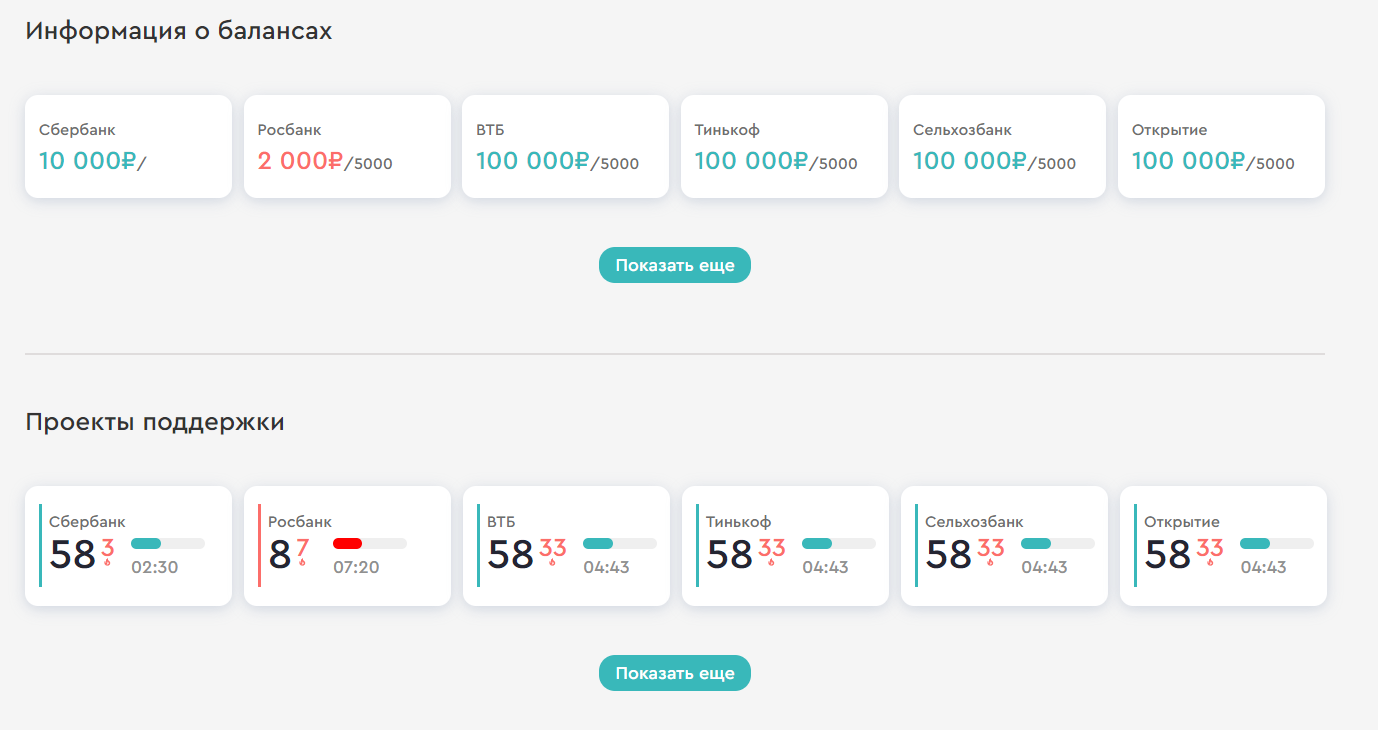 Информация о балансах
Сбербанк
10 000₽/
Росбанк
2 000₽/5000
ВТБ
100 000₽/5000
Тинькоф
100 000₽/5000
Сельхозбанк
100 000₽/5000
Открытие
100 000₽/5000
Показать еще
Проекты поддержки
Сбербанк
58 3
02:30
Росбанк
8 7
07:20
ВТБ
58 33
04:43
Тинькоф
58 33
04:43
Сельхозбанк
58 33
04:43
Открытие
58 33
04:43
Показать еще